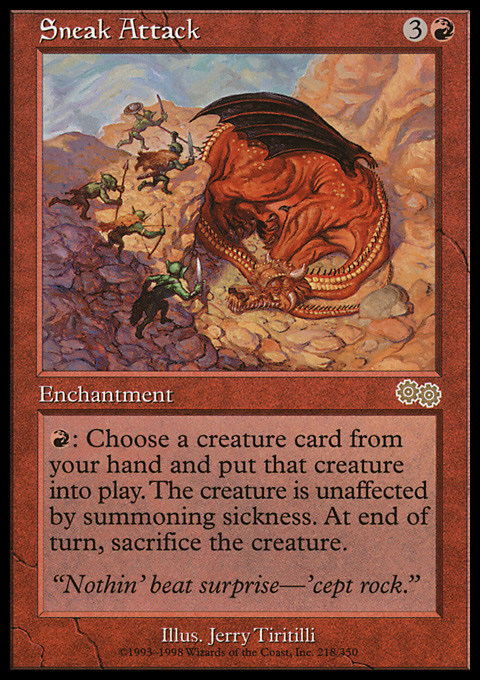 Sneak Attack 3
Enchantment
: Choose a creature card from
your hand and put that creature
into play. The creature is unaffected
by summoning sickness. At end of
turn, sacrifice the creature.
“Nothin’ beat surprise—’cept rock.”
Illus. Jerry Tiritilli
©1993–1998 Wizards of the Coast, Inc. 218/350